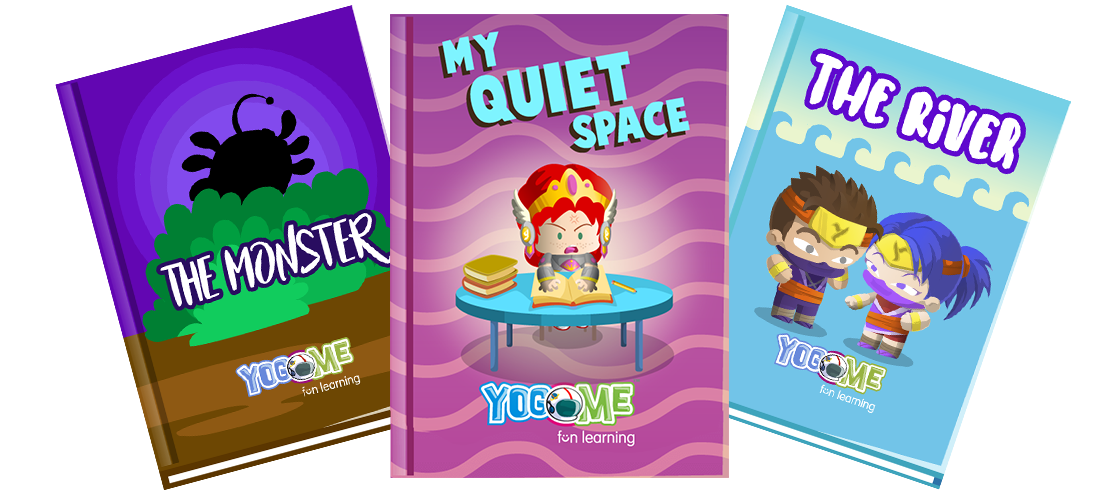 THE MONSTER
YOGOME
fun learning
MY
QUIET
SPACE
YOGOME
fun learning
THE RiVER
YOGOME
fun learning